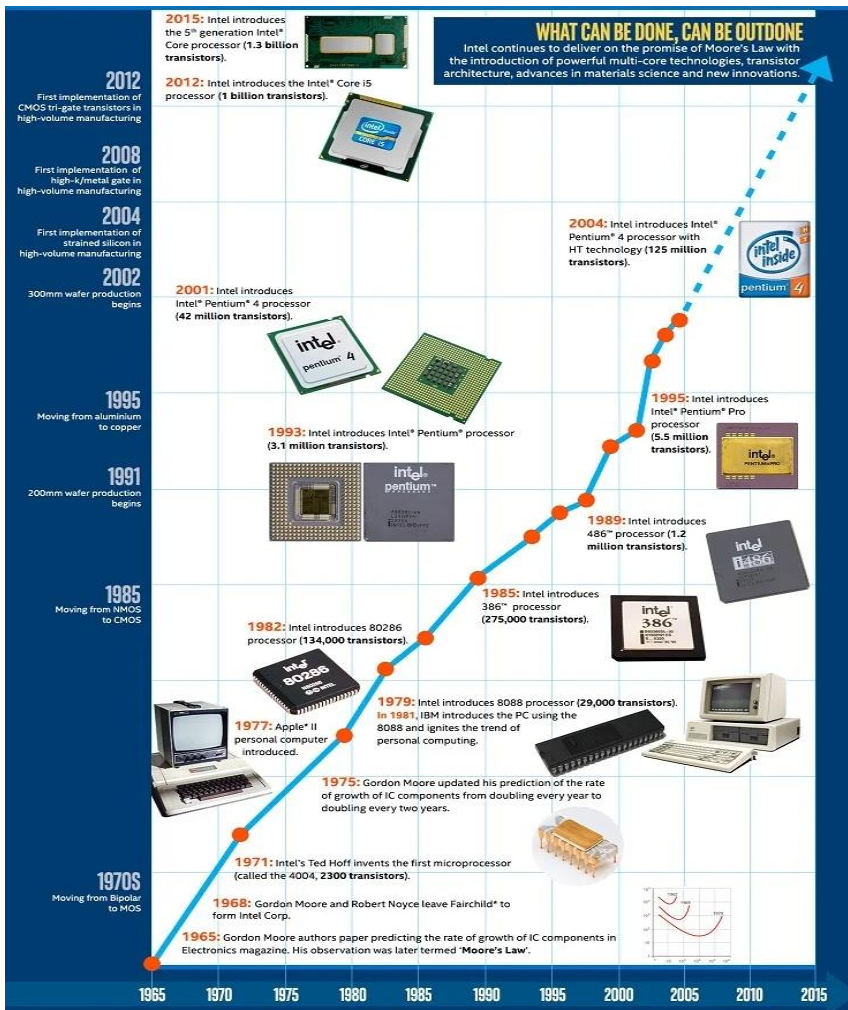 WHAT CAN BE DONE, CAN BE OUTDONE
Intel continues to deliver on the promise of Moore's Law with
the introduction of powerful multi-core technologies, transistor
architecture, advances in materials science and new innovations.
2015: Intel introduces
the 5th generation Intel®
Core processor (1.3 billion
transistors).
2012: Intel introduces the Intel® Core i5
processor (1 billion transistors).
intel
CORE i5
2012
First implementation of
CMOS tri-gate transistors in
high-volume manufacturing
2008
First implementation of
high-k/metal gate in
high-volume manufacturing
2004
First implementation of
strained silicon in
high-volume manufacturing
2002
300mm wafer production
begins
1995
Moving from aluminium
to copper
1991
200mm wafer production
begins
1985
Moving from NMOS
to CMOS
1970S
Moving from Bipolar
to MOS
2004: Intel introduces Intel®
Pentium® 4 processor with
HT technology (125 million
transistors).
intel
inside
pentium® 4
HT
2001: Intel introduces
Intel® Pentium® 4 processor
(42 million transistors).
intel
pentium 4
1995: Intel introduces
Intel® Pentium® Pro
processor
(5.5 million
transistors).
intel
PENTIUM®PRO
1993: Intel introduces Intel® Pentium® processor
(3.1 million transistors).
intel
pentium™
1989: Intel introduces
486™ processor (1.2
million transistors).
intel
i486
1985: Intel introduces
386™ processor
(275,000 transistors).
intel
386™
1982: Intel introduces 80286
processor (134,000 transistors).
intel
80286
1979: Intel introduces 8088 processor (29,000 transistors).
In 1981, IBM introduces the PC using the
8088 and ignites the trend of
personal computing.
1977: Apple® II
personal computer
introduced.
1975: Gordon Moore updated his prediction of the rate
of growth of IC components from doubling every year to
doubling every two years.
1971: Intel's Ted Hoff invents the first microprocessor
(called the 4004, 2300 transistors).
1968: Gordon Moore and Robert Noyce leave Fairchild® to
form Intel Corp.
1965: Gordon Moore authors paper predicting the rate of growth of IC components in
Electronics magazine. His observation was later termed 'Moore's Law'.
1965 1970 1975 1980 1985 1990 1995 2000 2005 2010 2015